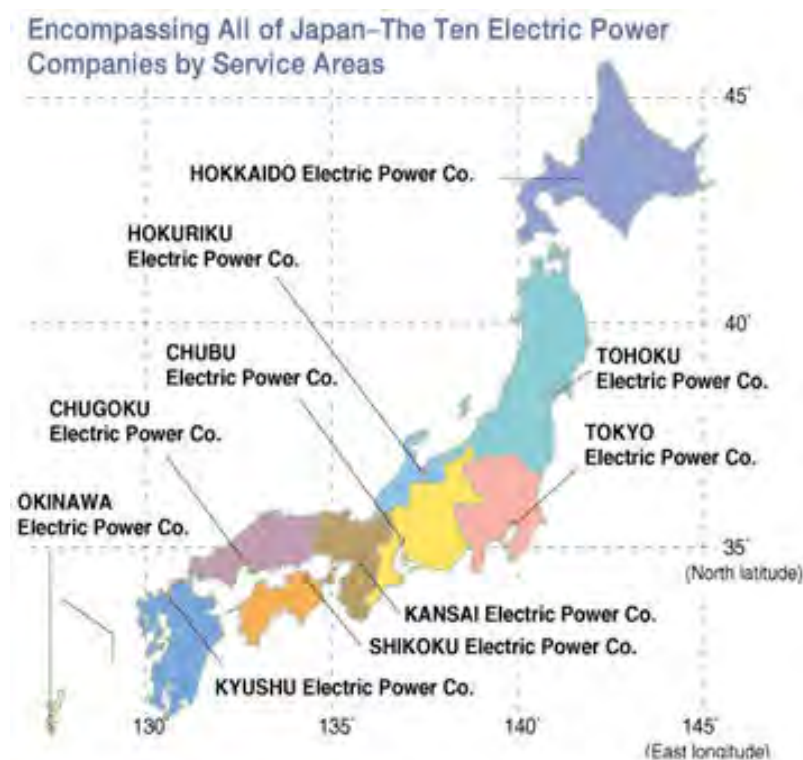 Encompassing All of Japan–The Ten Electric Power
Companies by Service Areas
45°
HOKKAIDO Electric Power Co.
HOKURIKU
Electric Power Co.
40°
CHUBU
Electric Power Co.
TOHOKU
Electric Power Co.
CHUGOKU
Electric Power Co.
TOKYO
Electric Power Co.
OKINAWA
Electric Power Co.
35°
(North latitude)
KANSAI Electric Power Co.
SHIKOKU Electric Power Co.
KYUSHU Electric Power Co.
130° 135° 140° 145°
(East longitude)